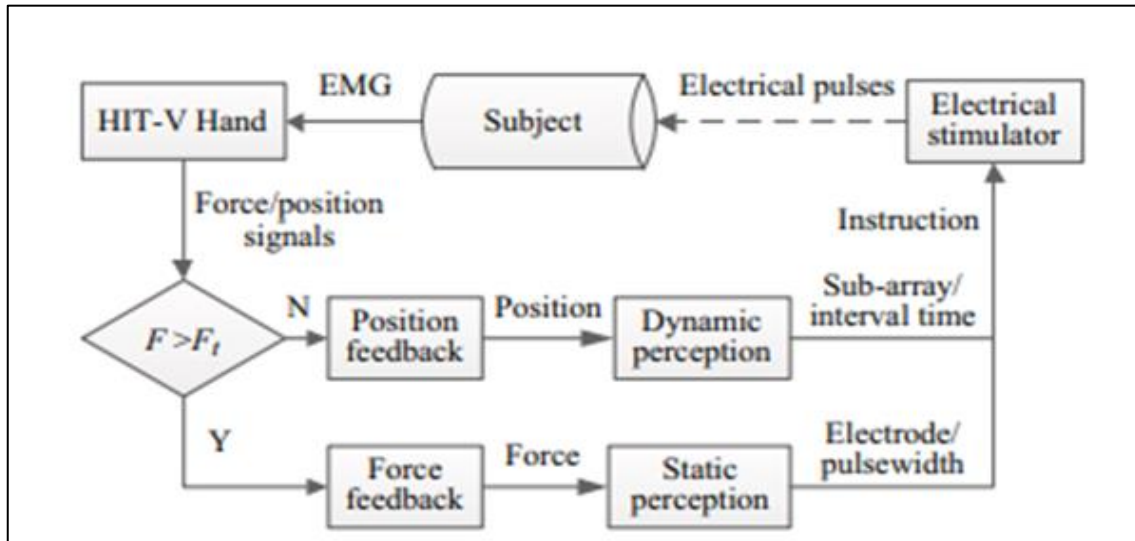 EMG
Electrical pulses
HIT-V Hand
Subject
Electrical
stimulator
Force/position
signals
Instruction
F>Ft
N
Position
feedback
Position
Dynamic
perception
Sub-array/
interval time
Y
Force
feedback
Force
Static
perception
Electrode/
pulsewidth